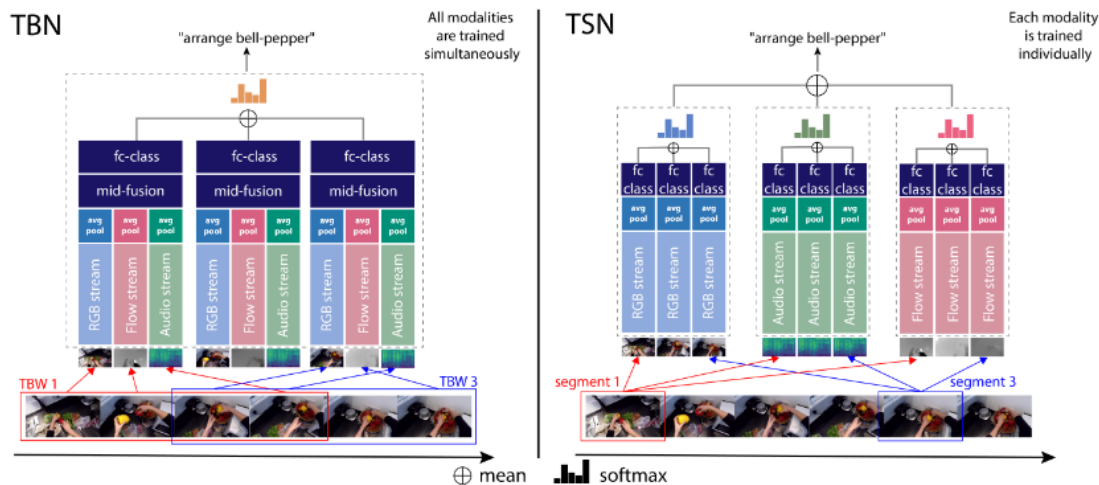 TBN
All modalities
are trained
simultaneously
"arrange bell-pepper"
fc-class
fc-class
fc-class
mid-fusion
mid-fusion
mid-fusion
avg
pool
avg
pool
avg
pool
avg
pool
avg
pool
avg
pool
avg
pool
avg
pool
avg
pool
RGB stream
Flow stream
Audio stream
RGB stream
Flow stream
Audio stream
RGB stream
Flow stream
Audio stream
TBW 1
TBW 3
TSN
Each modality
is trained
individually
"arrange bell-pepper"
fc
class
fc
class
fc
class
fc
class
fc
class
fc
class
fc
class
fc
class
fc
class
avg
pool
avg
pool
avg
pool
avg
pool
avg
pool
avg
pool
avg
pool
avg
pool
avg
pool
RGB stream
RGB stream
RGB stream
Audio stream
Audio stream
Audio stream
Flow stream
Flow stream
Flow stream
segment 1
segment 3
mean
softmax